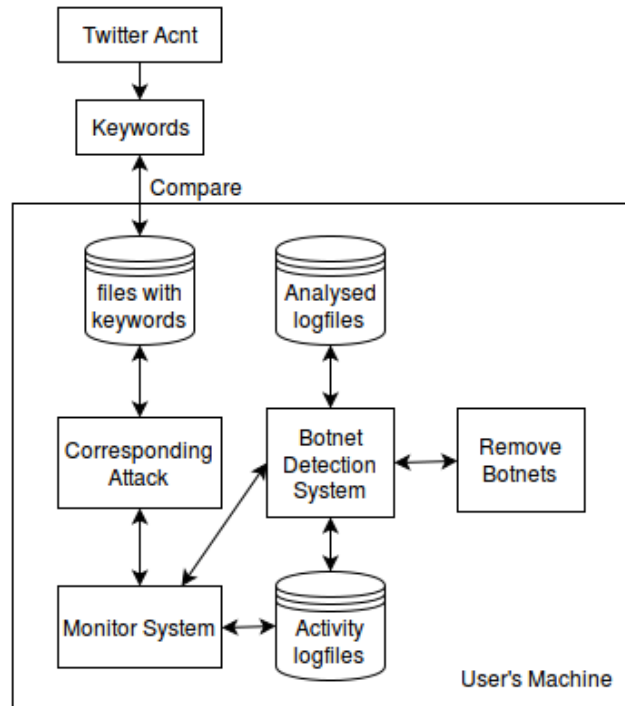 Twitter Acnt
Keywords
Compare
files with
keywords
Analysed
logfiles
Corresponding
Attack
Botnet
Detection
System
Remove
Botnets
Monitor System
Activity
logfiles
User's Machine